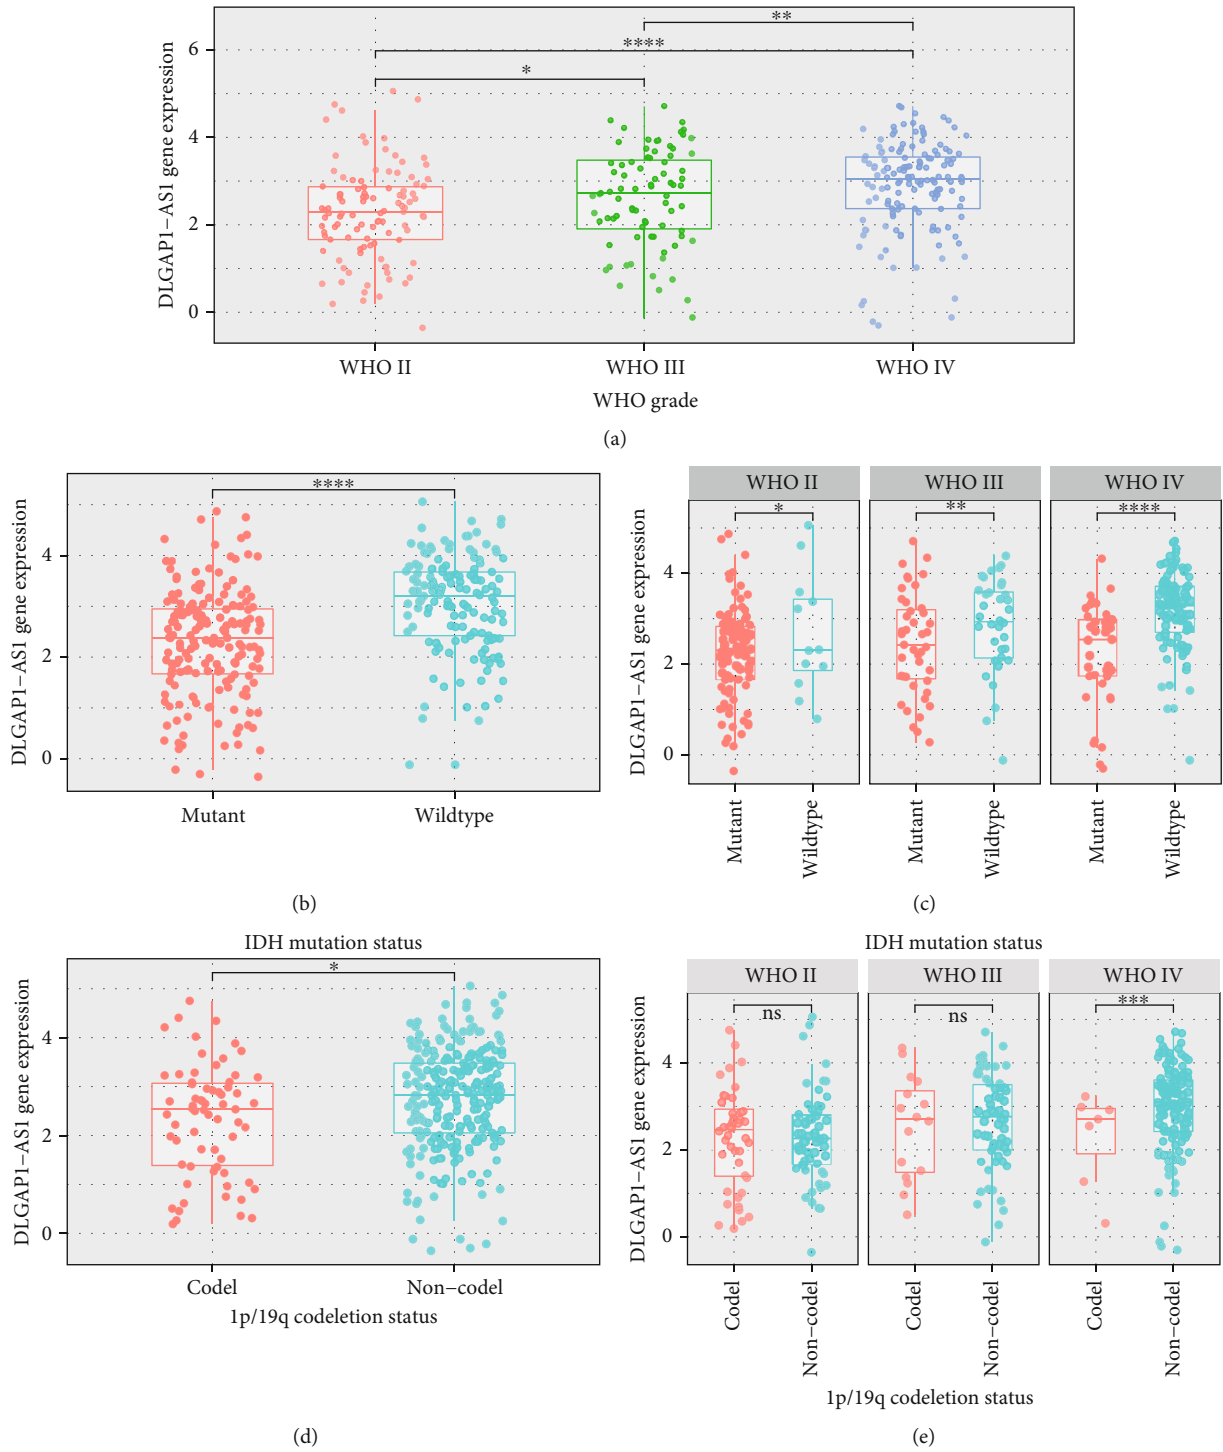 **
****
*
6
4
2
0
DLGAP1−AS1 gene expression
WHO II
WHO III
WHO IV
WHO grade
(a)
****
4
2
0
DLGAP1−AS1 gene expression
Mutant
Wildtype
(b)
IDH mutation status
WHO II
WHO III
WHO IV
*
**
****
4
2
0
DLGAP1−AS1 gene expression
Mutant
Wildtype
Mutant
Wildtype
Mutant
Wildtype
(c)
IDH mutation status
*
4
2
0
DLGAP1−AS1 gene expression
Codel
Non−codel
1p/19q codeletion status
(d)
WHO II
WHO III
WHO IV
ns
ns
***
4
2
0
DLGAP1−AS1 gene expression
Codel
Non−codel
Codel
Non−codel
Codel
Non−codel
1p/19q codeletion status
(e)